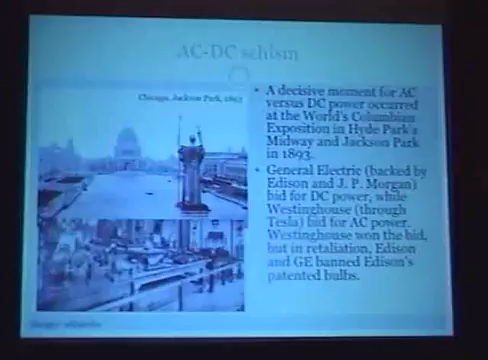 AC-DC schism
Chicago, Jackson Park, 1893
• A decisive moment for AC
versus DC power occurred
at the World's Columbian
Exposition in Hyde Park's
Midway and Jackson Park
in 1893.
• General Electric (backed by
Edison and J. P. Morgan)
bid for DC power, while
Westinghouse (through
Tesla) bid for AC power.
Westinghouse won the bid,
but in retaliation, Edison
and GE banned Edison's
patented bulbs.